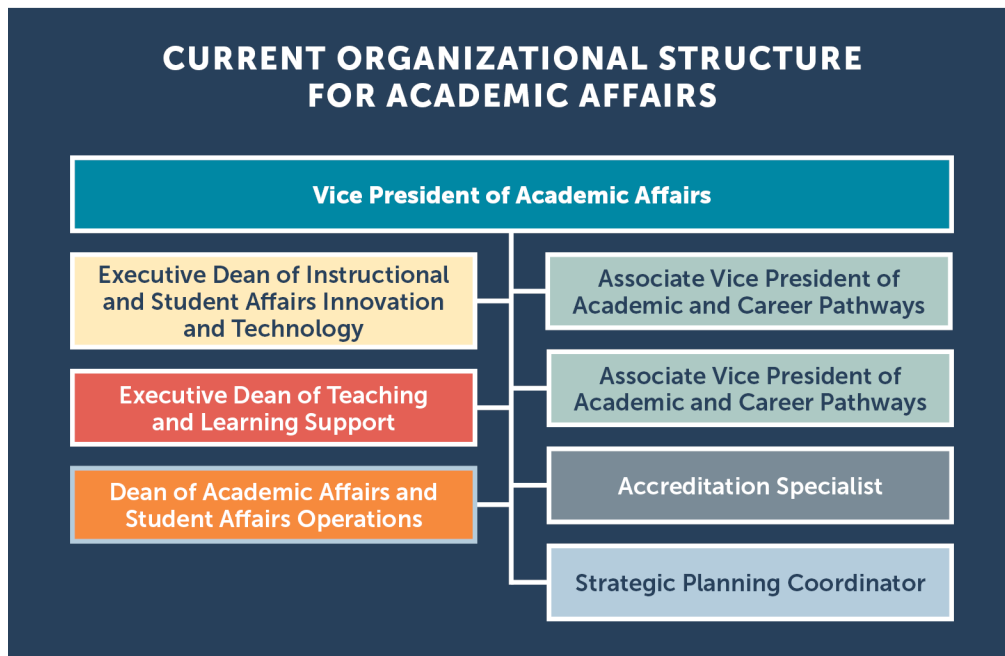 CURRENT ORGANIZATIONAL STRUCTURE
FOR ACADEMIC AFFAIRS
Vice President of Academic Affairs
Executive Dean of Instructional
and Student Affairs Innovation
and Technology
Executive Dean of Teaching
and Learning Support
Dean of Academic Affairs and
Student Affairs Operations
Associate Vice President of
Academic and Career Pathways
Associate Vice President of
Academic and Career Pathways
Accreditation Specialist
Strategic Planning Coordinator